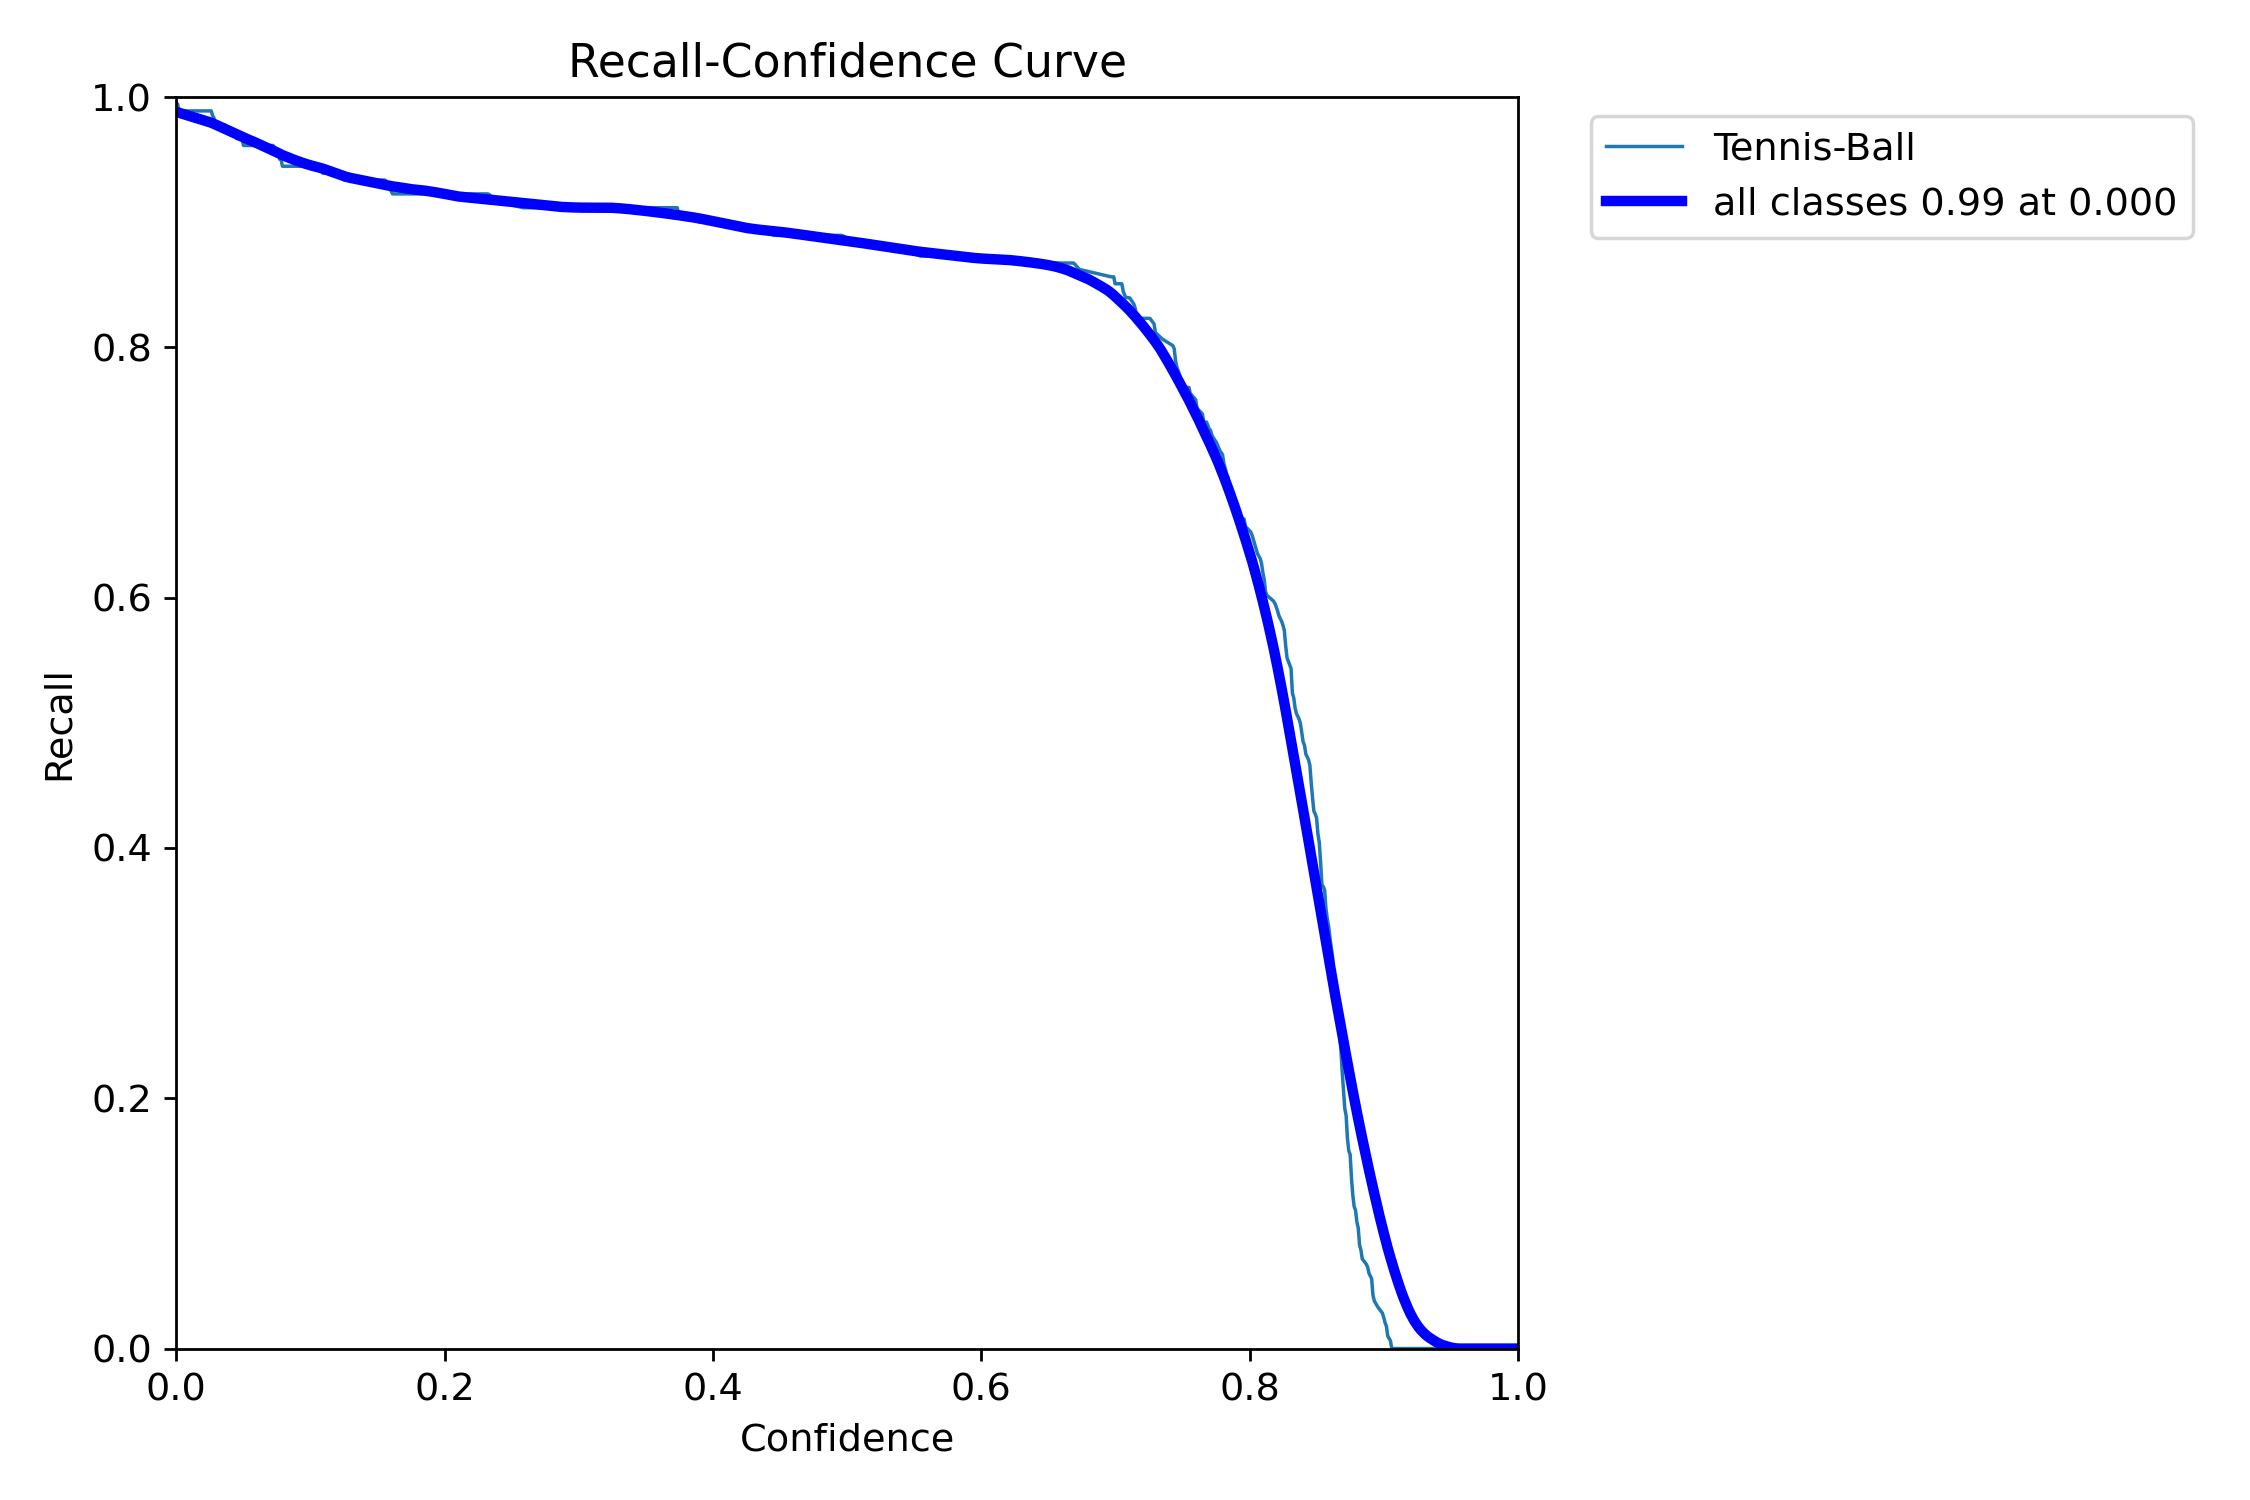 Recall-Confidence Curve
1.0
0.8
0.6
0.4
0.2
0.0
Recall
0.0 0.2 0.4 0.6 0.8 1.0
Confidence
Tennis-Ball
all classes 0.99 at 0.000